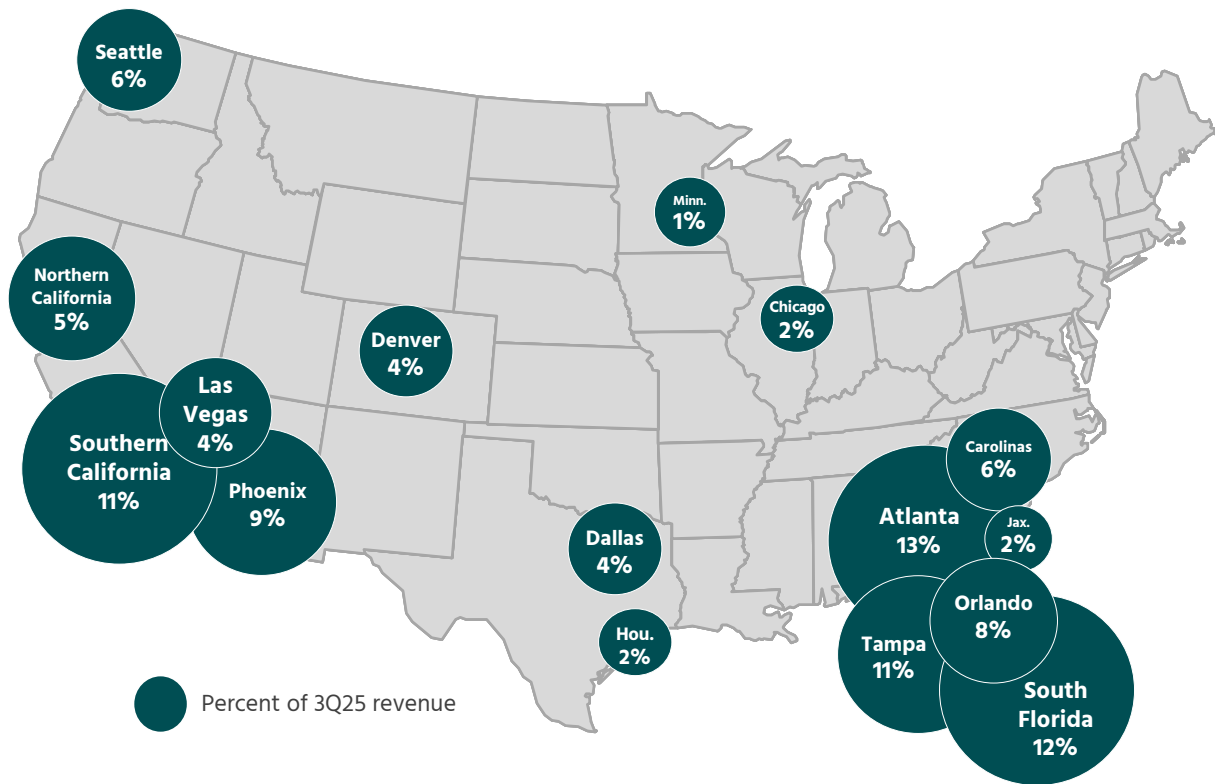 Seattle
6%
Minn.
1%
Northern
California
5%
Chicago
2%
Denver
4%
Las
Vegas
4%
Southern
California
11%
Phoenix
9%
Carolinas
6%
Atlanta
13%
Jax.
2%
Dallas
4%
Hou.
2%
Orlando
8%
Tampa
11%
South
Florida
12%
Percent of 3Q25 revenue